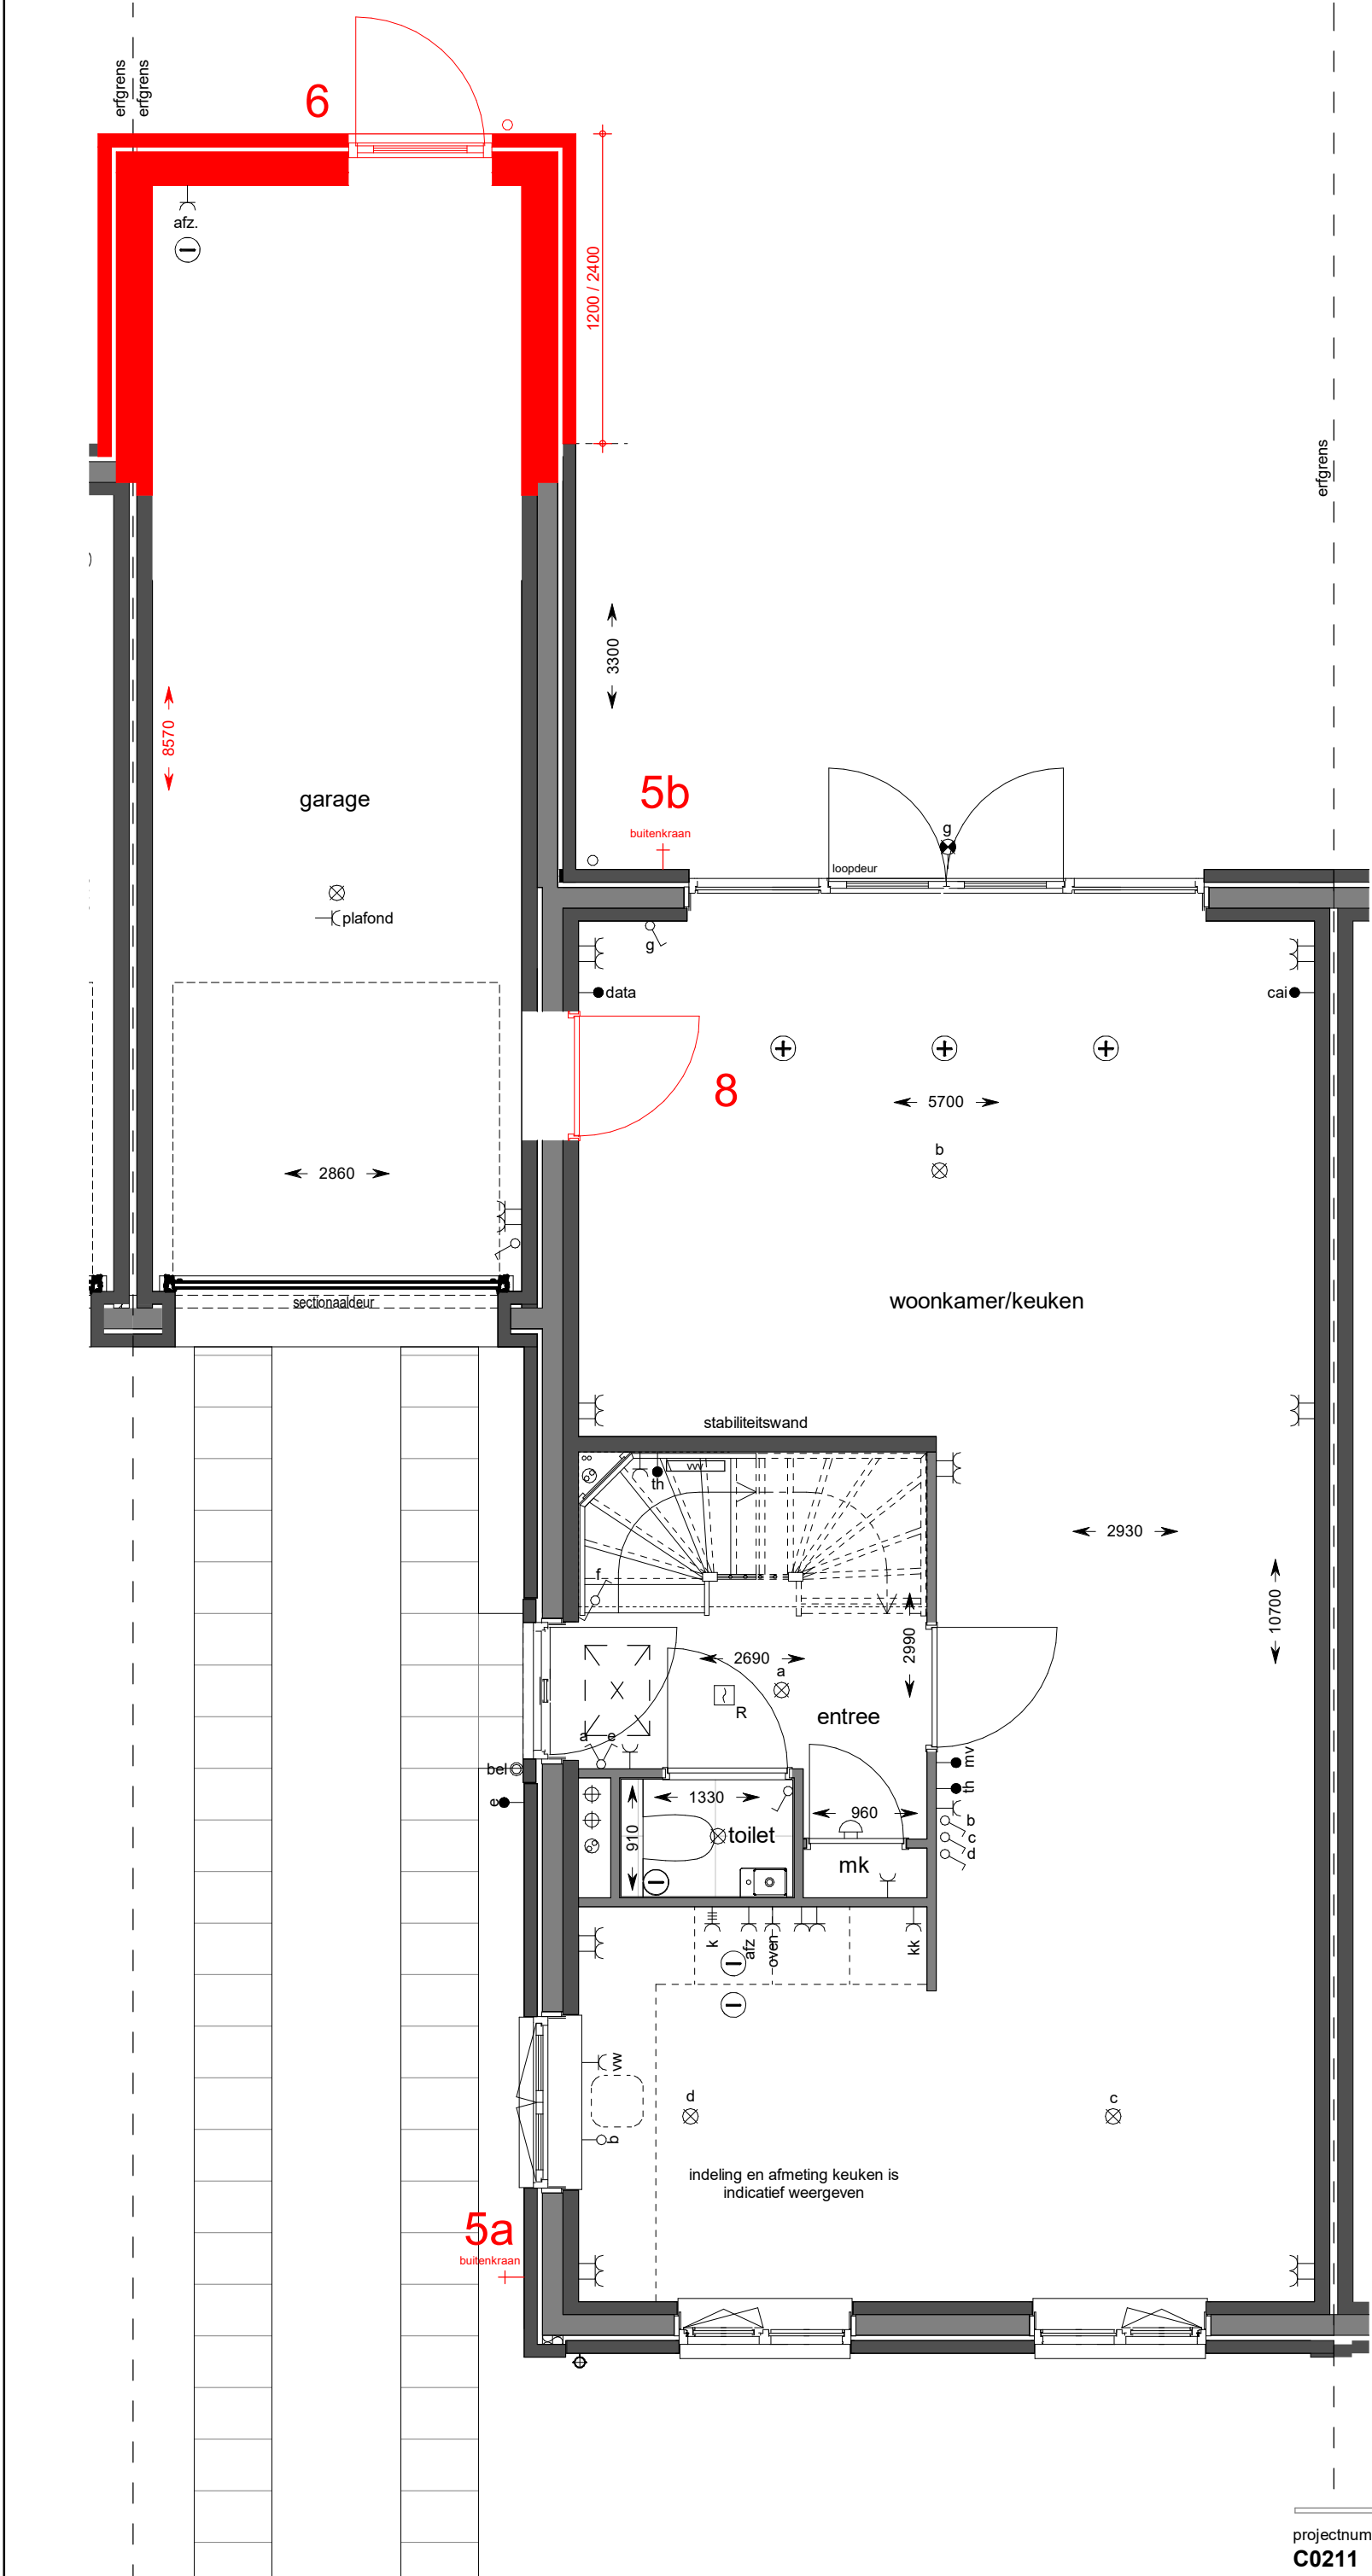 erfgrens
erfgrens
6
afz.
1200 / 2400
erfgrens
3300
8570
garage
5b
buitenkraan
g
loopdeur
plafond
g
data
cai
8
5700
b
2860
sectionaaldeur
woonkamer/keuken
stabiliteitswand
vvv
th
f
2930
10700
2690
2990
a
R
entree
a e
bel
e
mv
th
1330
960
b
c
d
910
toilet
mk
k
afz
oven
kk
vw
d
c
b
indeling en afmeting keuken is
indicatief weergeven
5a
buitenkraan
projectnum
C0211